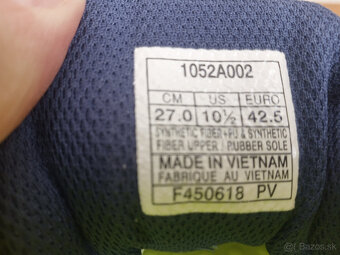 1052A002
CM US EURO
27.0 10½ 42.5
SYNTHETIC FIBER+PU & SYNTHETIC
FIBER UPPER / RUBBER SOLE
MADE IN VIETNAM
FABRIQUE AU VIETNAM
F450618 PV
Bazos.sk